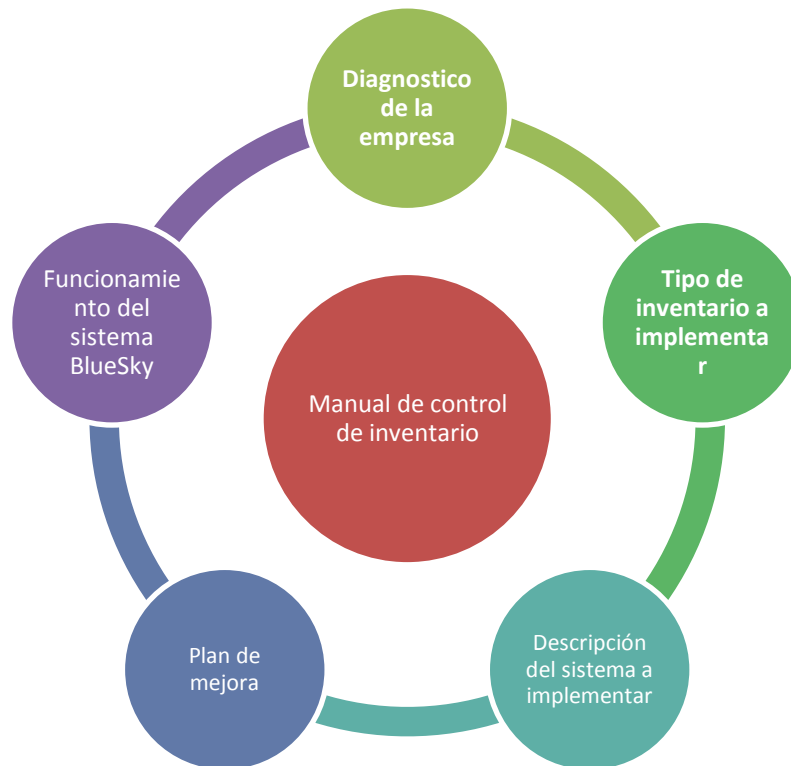 Diagnostico
de la
empresa
Tipo de
inventario a
implementa
r
Descripción
del sistema a
implementar
Plan de
mejora
Funcionamie
nto del
sistema
BlueSky
Manual de control
de inventario